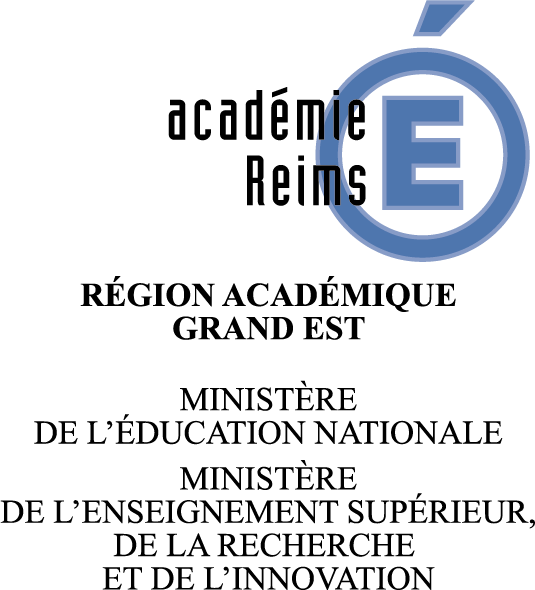 académie
Reims
É
RÉGION ACADÉMIQUE
GRAND EST
MINISTÈRE
DE L'ÉDUCATION NATIONALE
MINISTÈRE
DE L'ENSEIGNEMENT SUPÉRIEUR,
DE LA RECHERCHE
ET DE L'INNOVATION